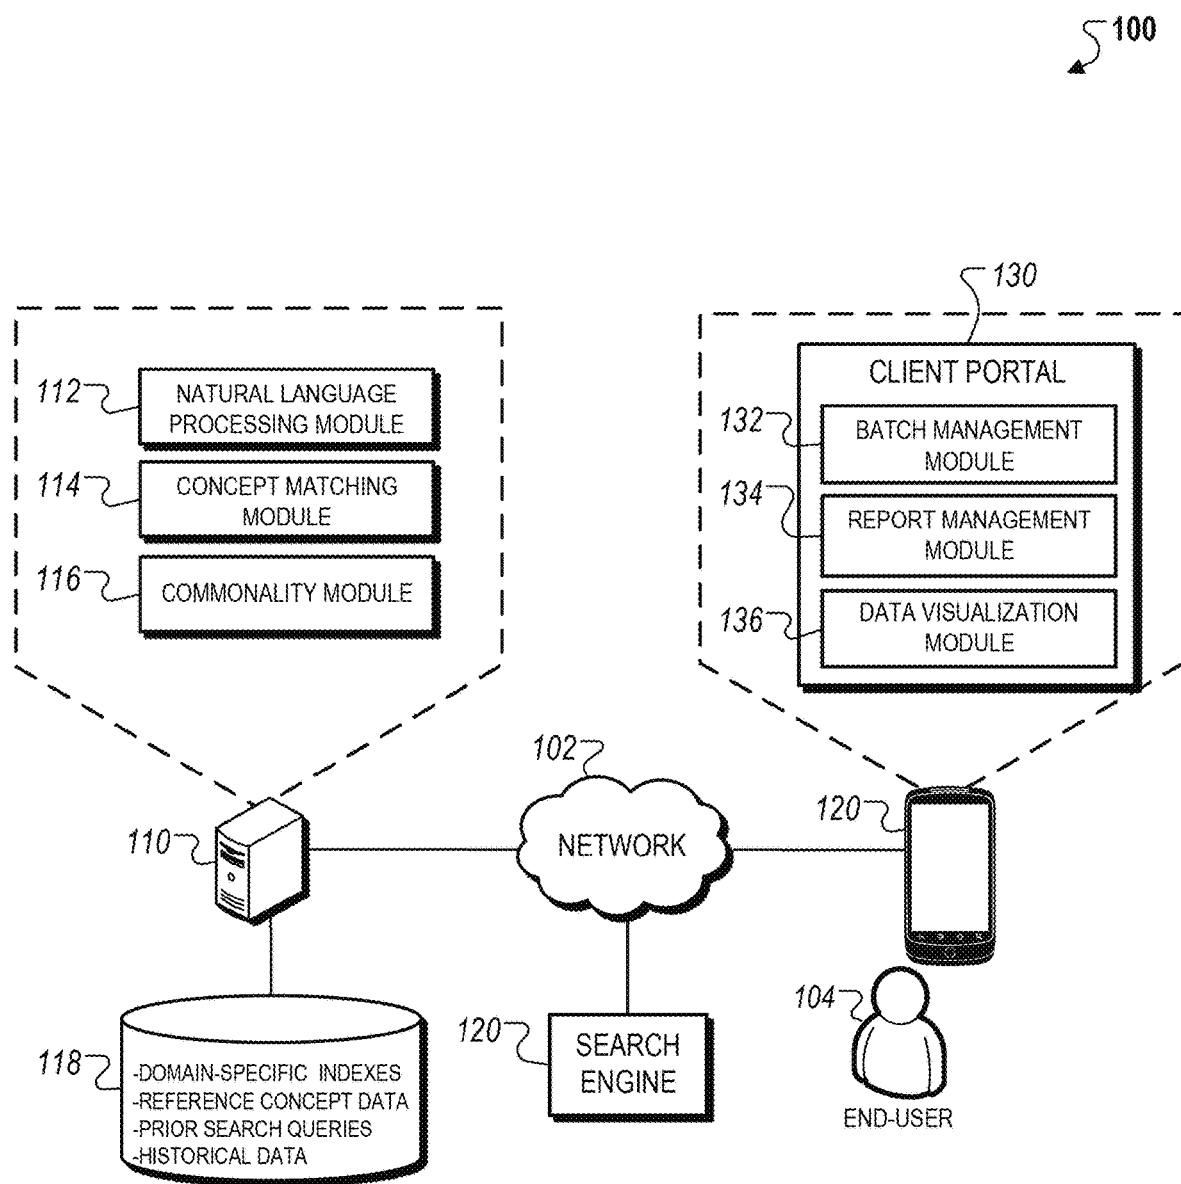 100
130
CLIENT PORTAL
112
NATURAL LANGUAGE
PROCESSING MODULE
132
BATCH MANAGEMENT
MODULE
114
CONCEPT MATCHING
MODULE
134
REPORT MANAGEMENT
MODULE
116
COMMONALITY MODULE
136
DATA VISUALIZATION
MODULE
102
NETWORK
110
120
118
-DOMAIN-SPECIFIC INDEXES
-REFERENCE CONCEPT DATA
-PRIOR SEARCH QUERIES
-HISTORICAL DATA
120
SEARCH
ENGINE
104
END-USER